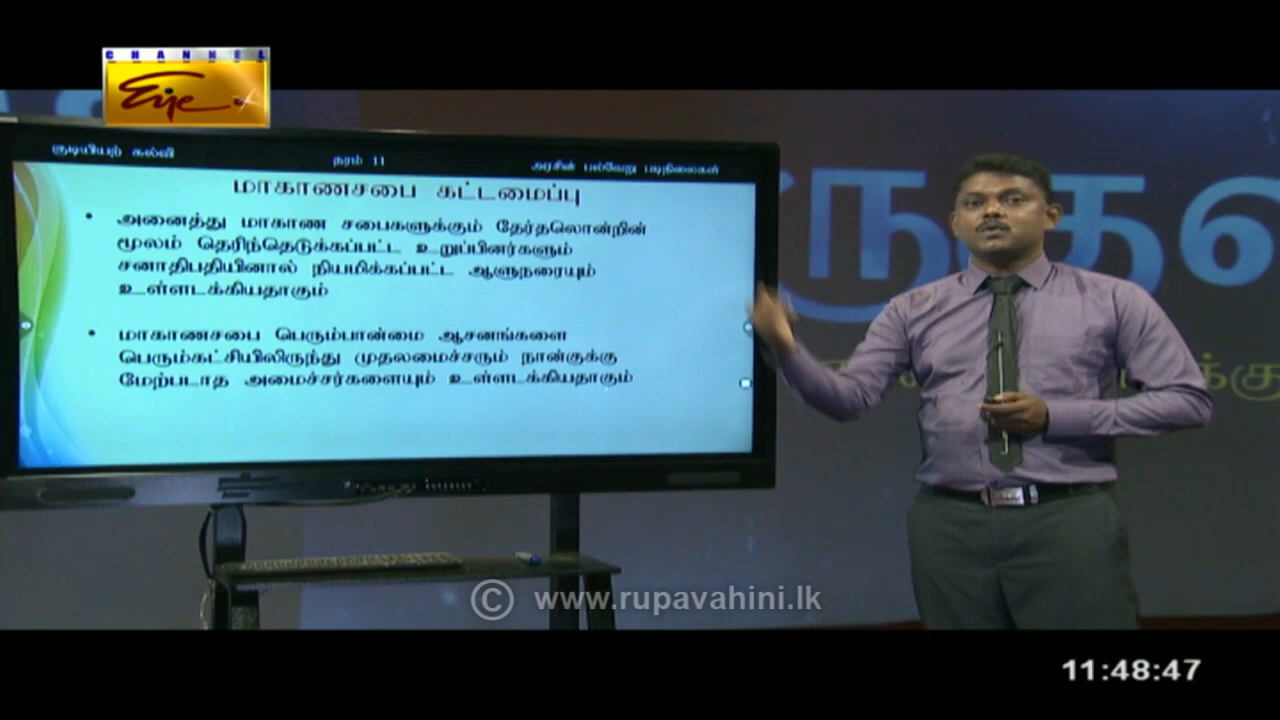 CHANNEL
Eye
குடியியற் கல்வி தரம் 11 அரசின் பல்வேறு படிநிலைகள்
மாகாணசபை கட்டமைப்பு
• அனைத்து மாகாண சபைகளுக்கும் தேர்தலொன்றின்
மூலம் தெரிந்தெடுக்கப்பட்ட உறுப்பினர்களும்
சனாதிபதியினால் நியமிக்கப்பட்ட ஆளுநரையும்
உள்ளடக்கியதாகும்
• மாகாணசபை பெரும்பான்மை ஆசனங்களை
பெரும்கட்சியிலிருந்து முதலமைச்சரும் நான்குக்கு
மேற்படாத அமைச்சர்களையும் உள்ளடக்கியதாகும்
© www.rupavahini.lk
11:48:47